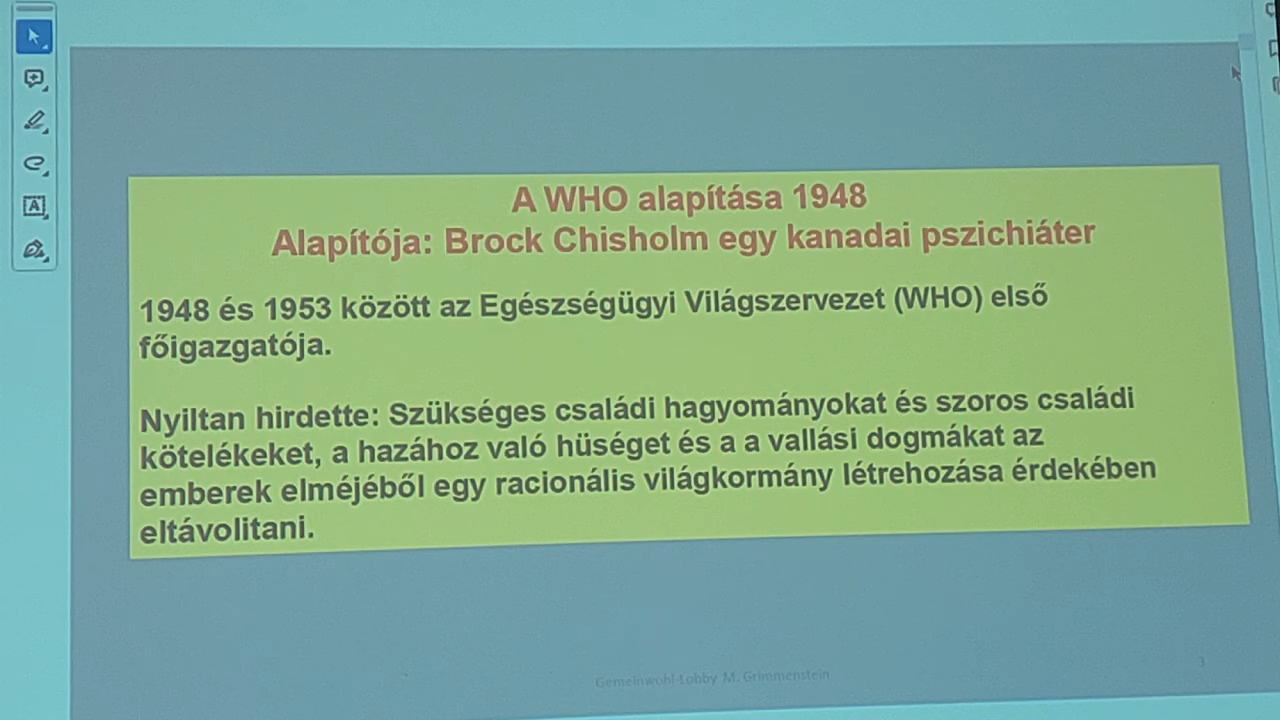 A WHO alapítása 1948
Alapítója: Brock Chisholm egy kanadai pszichiáter
1948 és 1953 között az Egészségügyi Világszervezet (WHO) első
főigazgatója.
Nyiltan hirdette: Szükséges családi hagyományokat és szoros családi
kötelékeket, a hazához való hüséget és a a vallási dogmákat az
emberek elméjéből egy racionális világkormány létrehozása érdekében
eltávolitani.
Gemeinwohl-Lobby M. Grimmenstein
3